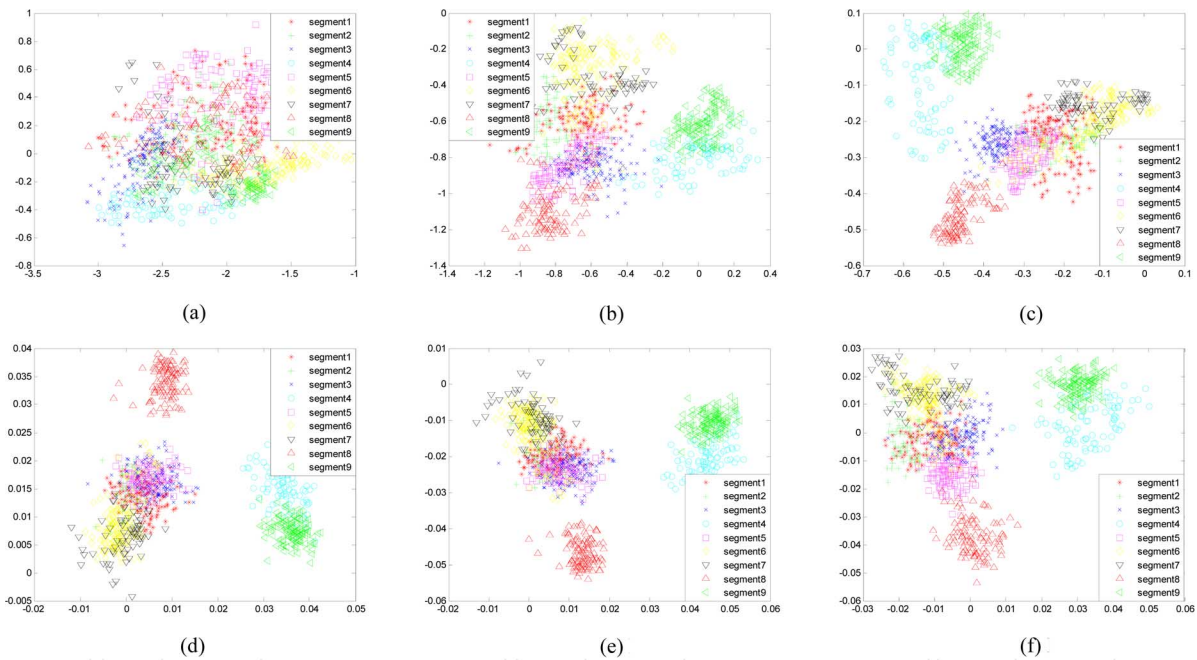 1
0.8
0.6
0.4
0.2
0
-0.2
-0.4
-0.6
-0.8
-3.5 -3 -2.5 -2 -1.5 -1
segment1
segment2
segment3
segment4
segment5
segment6
segment7
segment8
segment9
(a)
0
-0.2
-0.4
-0.6
-0.8
-1
-1.2
-1.4
-1.4 -1.2 -1 -0.8 -0.6 -0.4 -0.2 0 0.2 0.4
segment1
segment2
segment3
segment4
segment5
segment6
segment7
segment8
segment9
(b)
0.1
0
-0.1
-0.2
-0.3
-0.4
-0.5
-0.6
-0.7 -0.6 -0.5 -0.4 -0.3 -0.2 -0.1 0 0.1
segment1
segment2
segment3
segment4
segment5
segment6
segment7
segment8
segment9
(c)
0.04
0.035
0.03
0.025
0.02
0.015
0.01
0.005
0
-0.005
-0.02 -0.01 0 0.01 0.02 0.03 0.04 0.05
segment1
segment2
segment3
segment4
segment5
segment6
segment7
segment8
segment9
(d)
0.01
0
-0.01
-0.02
-0.03
-0.04
-0.05
-0.06
-0.02 -0.01 0 0.01 0.02 0.03 0.04 0.05 0.06
segment1
segment2
segment3
segment4
segment5
segment6
segment7
segment8
segment9
(e)
0.03
0.02
0.01
0
-0.01
-0.02
-0.03
-0.04
-0.05
-0.06
-0.03 -0.02 -0.01 0 0.01 0.02 0.03 0.04 0.05 0.06
segment1
segment2
segment3
segment4
segment5
segment6
segment7
segment8
segment9
(f)